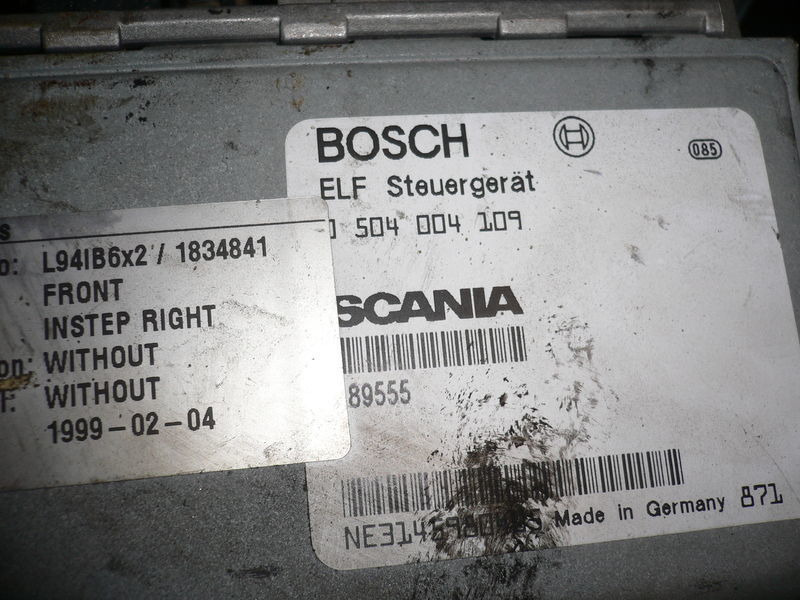 BOSCH
085
ELF Steuergerät
504 004 109
SCANIA
89555
Made in Germany 871
L94IB6x2 / 1834841
FRONT
INSTEP RIGHT
WITHOUT
WITHOUT
1999-02-04